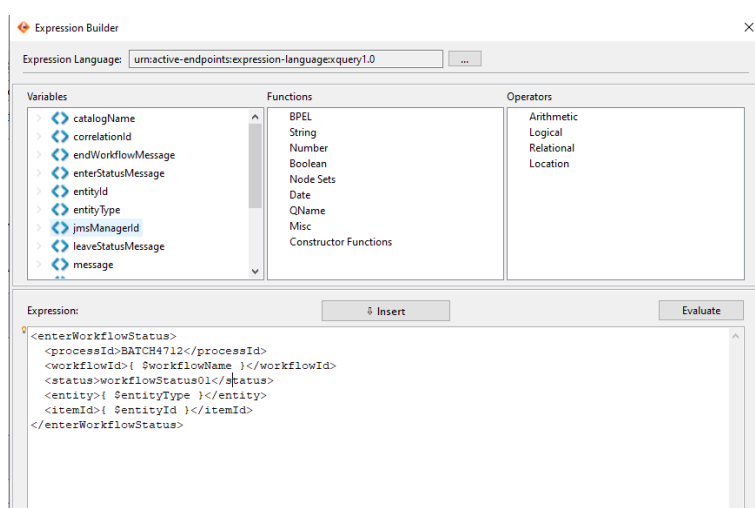 Expression Builder
Expression Language: urn:active-endpoints:expression-language:xquery1.0 ...
Variables
catalogName
correlationId
endWorkflowMessage
enterStatusMessage
entityId
entityType
jmsManagerId
leaveStatusMessage
message
Functions
BPEL
String
Number
Boolean
Node Sets
Date
QName
Misc
Constructor Functions
Operators
Arithmetic
Logical
Relational
Location
Expression:
⇩ Insert
Evaluate
<enterWorkflowStatus>
  <processId>BATCH4712</processId>
  <workflowId>{ $workflowName }</workflowId>
  <status>workflowStatus01</status>
  <entity>{ $entityType }</entity>
  <itemId>{ $entityId }</itemId>
</enterWorkflowStatus>